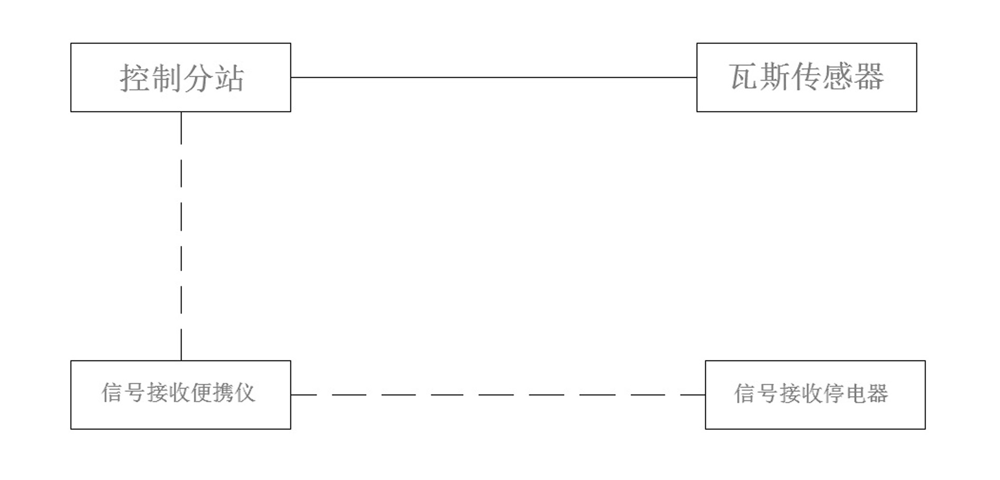 控制分站
瓦斯传感器
信号接收便携仪
信号接收停电器